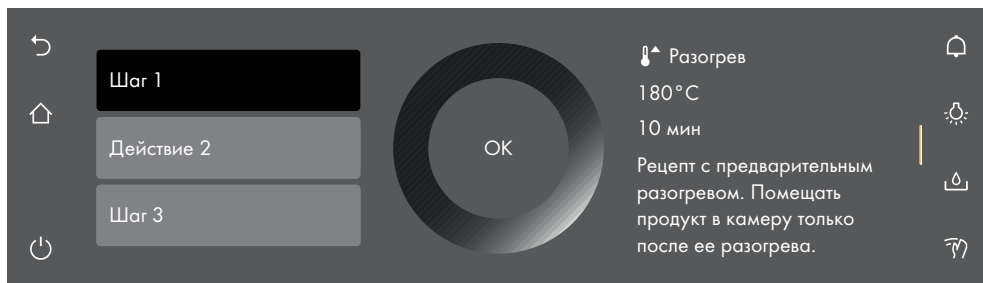 Шаг 1
Действие 2
Шаг 3
OK
Разогрев
180°C
10 мин
Рецепт с предварительным
разогревом. Помещать
продукт в камеру только
после ее разогрева.